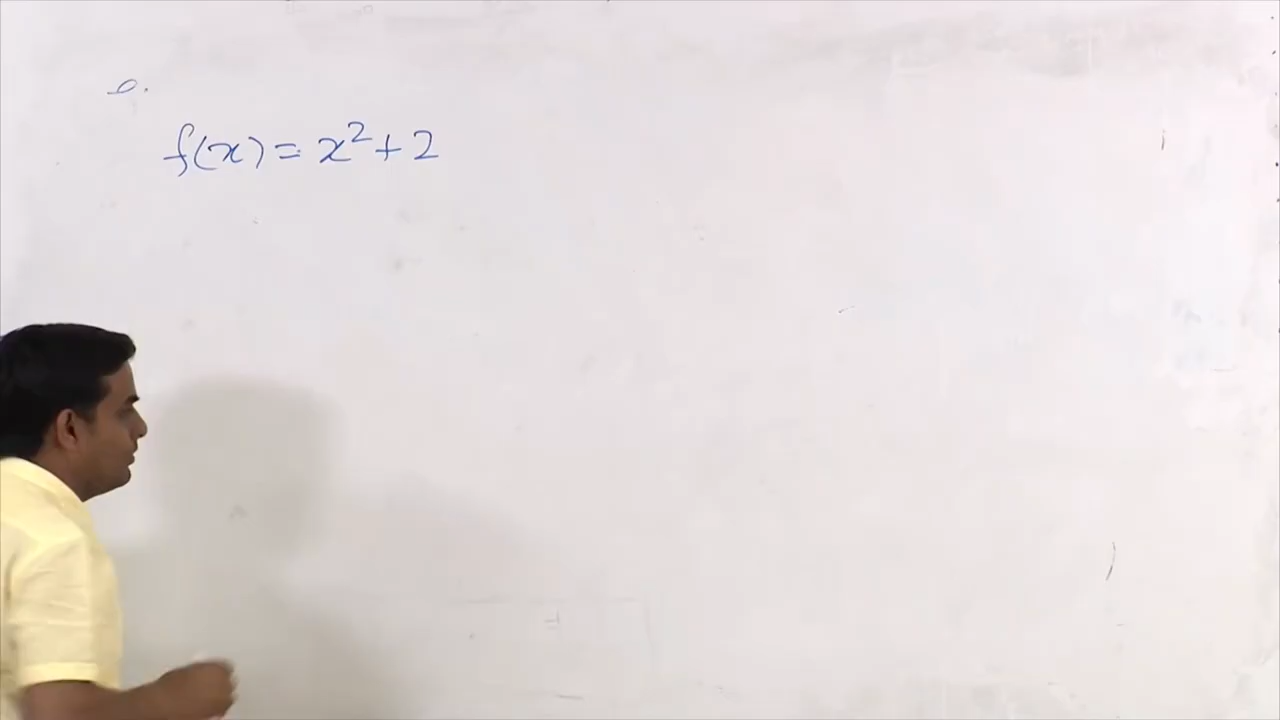 f(x) = x² + 2